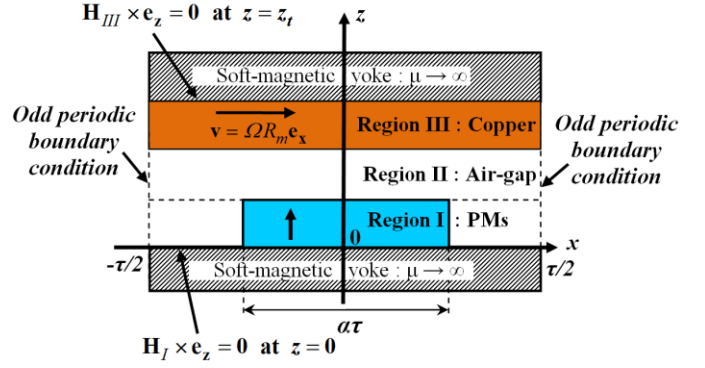 H_III × e_z = 0 at z = z_t
z
Soft-magnetic yoke : μ → ∞
Odd periodic
boundary
condition
v = ΩR_m e_x
Region III : Copper
Odd periodic
boundary
condition
Region II : Air-gap
Region I : PMs
0
x
-τ/2
Soft-magnetic yoke : μ → ∞
τ/2
ατ
H_I × e_z = 0 at z = 0